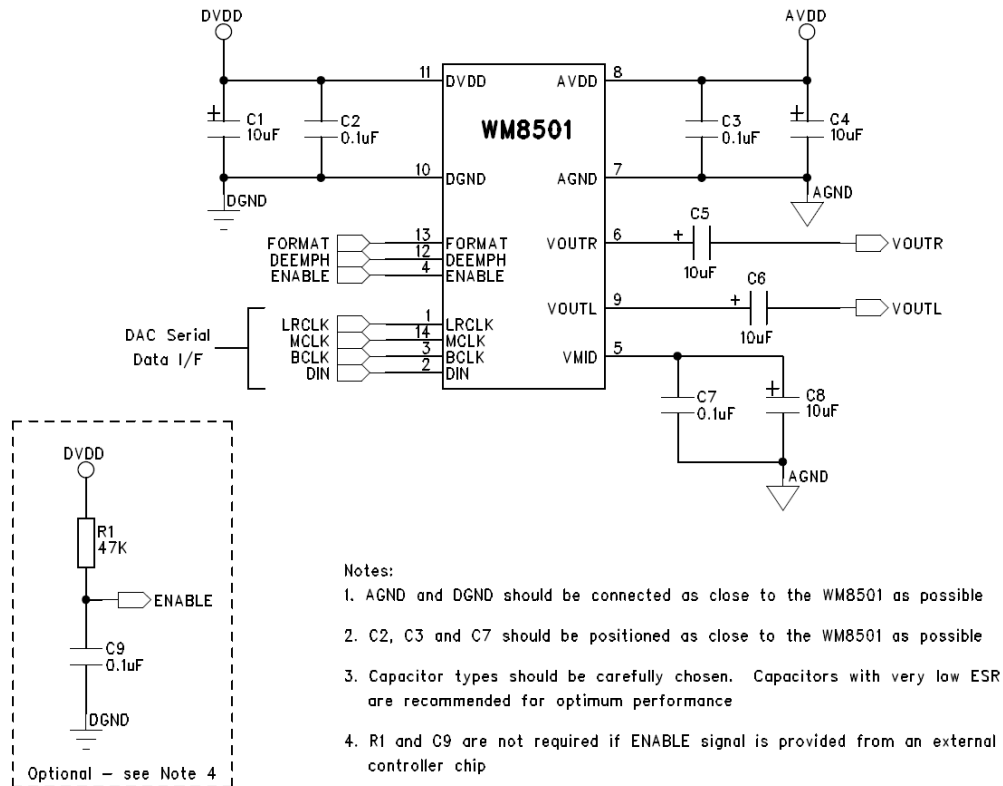 DVDD
AVDD
11
DVDD
AVDD
8
C1
10uF
C2
0.1uF
WM8501
C3
0.1uF
C4
10uF
10
DGND
AGND
7
DGND
AGND
FORMAT
13
FORMAT
DEEMPH
12
DEEMPH
ENABLE
4
ENABLE
VOUTR
6
C5
10uF
VOUTR
VOUTL
9
C6
10uF
VOUTL
DAC Serial
Data I/F
LRCLK
1
LRCLK
MCLK
14
MCLK
BCLK
3
BCLK
DIN
2
DIN
VMID
5
C7
0.1uF
C8
10uF
AGND
DVDD
R1
47K
ENABLE
C9
0.1uF
DGND
Optional – see Note 4
Notes:
1. AGND and DGND should be connected as close to the WM8501 as possible
2. C2, C3 and C7 should be positioned as close to the WM8501 as possible
3. Capacitor types should be carefully chosen. Capacitors with very low ESR
are recommended for optimum performance
4. R1 and C9 are not required if ENABLE signal is provided from an external
controller chip